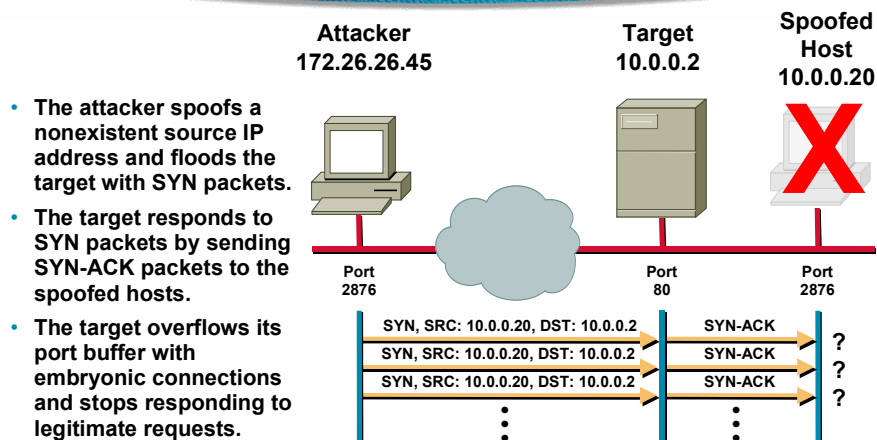 Attacker
172.26.26.45
Target
10.0.0.2
Spoofed
Host
10.0.0.20
• The attacker spoofs a
nonexistent source IP
address and floods the
target with SYN packets.
• The target responds to
SYN packets by sending
SYN-ACK packets to the
spoofed hosts.
• The target overflows its
port buffer with
embryonic connections
and stops responding to
legitimate requests.
X
Port
2876
Port
80
Port
2876
SYN, SRC: 10.0.0.20, DST: 10.0.0.2
SYN-ACK
?
SYN, SRC: 10.0.0.20, DST: 10.0.0.2
SYN-ACK
?
SYN, SRC: 10.0.0.20, DST: 10.0.0.2
SYN-ACK
?